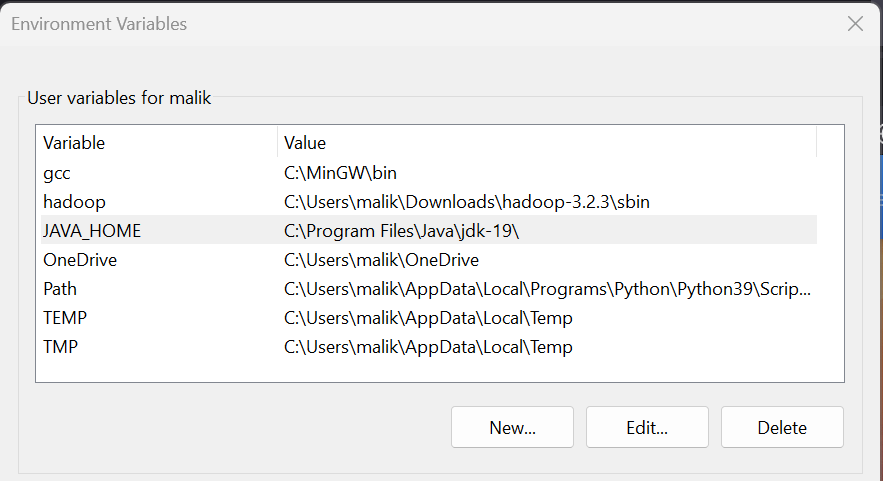 Environment Variables
User variables for malik
Variable Value
gcc C:\MinGW\bin
hadoop C:\Users\malik\Downloads\hadoop-3.2.3\sbin
JAVA_HOME C:\Program Files\Java\jdk-19\
OneDrive C:\Users\malik\OneDrive
Path C:\Users\malik\AppData\Local\Programs\Python\Python39\Scrip...
TEMP C:\Users\malik\AppData\Local\Temp
TMP C:\Users\malik\AppData\Local\Temp
New... Edit... Delete